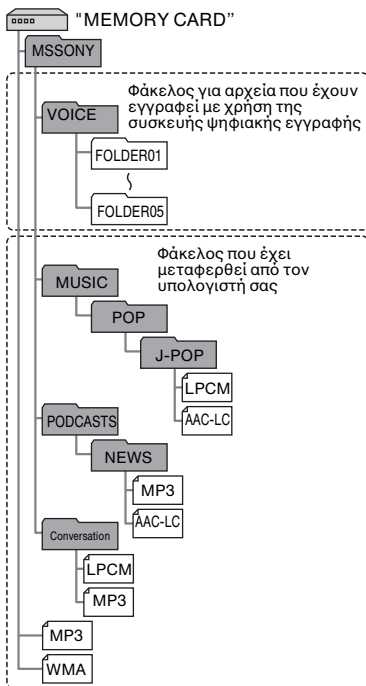 "MEMORY CARD”
MSSONY
Φάκελος για αρχεία που έχουν
εγγραφεί με χρήση της
συσκευής ψηφιακής εγγραφής
VOICE
FOLDER01
FOLDER05
Φάκελος που έχει
μεταφερθεί από τον
υπολογιστή σας
MUSIC
POP
J-POP
LPCM
AAC-LC
PODCASTS
NEWS
MP3
AAC-LC
Conversation
LPCM
MP3
MP3
WMA